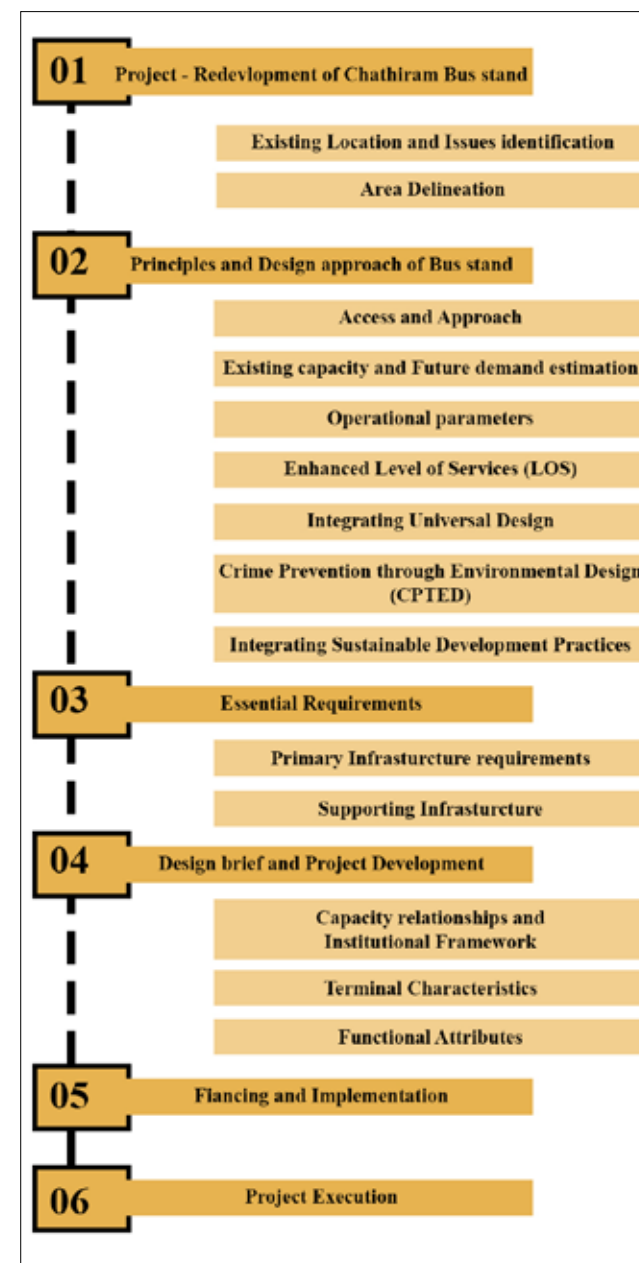 01
Project - Redevlopment of Chathiram Bus stand
Existing Location and Issues identification
Area Delineation
02
Principles and Design approach of Bus stand
Access and Approach
Existing capacity and Future demand estimation
Operational parameters
Enhanced Level of Services (LOS)
Integrating Universal Design
Crime Prevention through Environmental Design
(CPTED)
Integrating Sustainable Development Practices
03
Essential Requirements
Primary Infrasturcture requirements
Supporting Infrasturcture
04
Design brief and Project Development
Capacity relationships and
Institutional Framework
Terminal Characteristics
Functional Attributes
05
Fiancing and Implementation
06
Project Execution